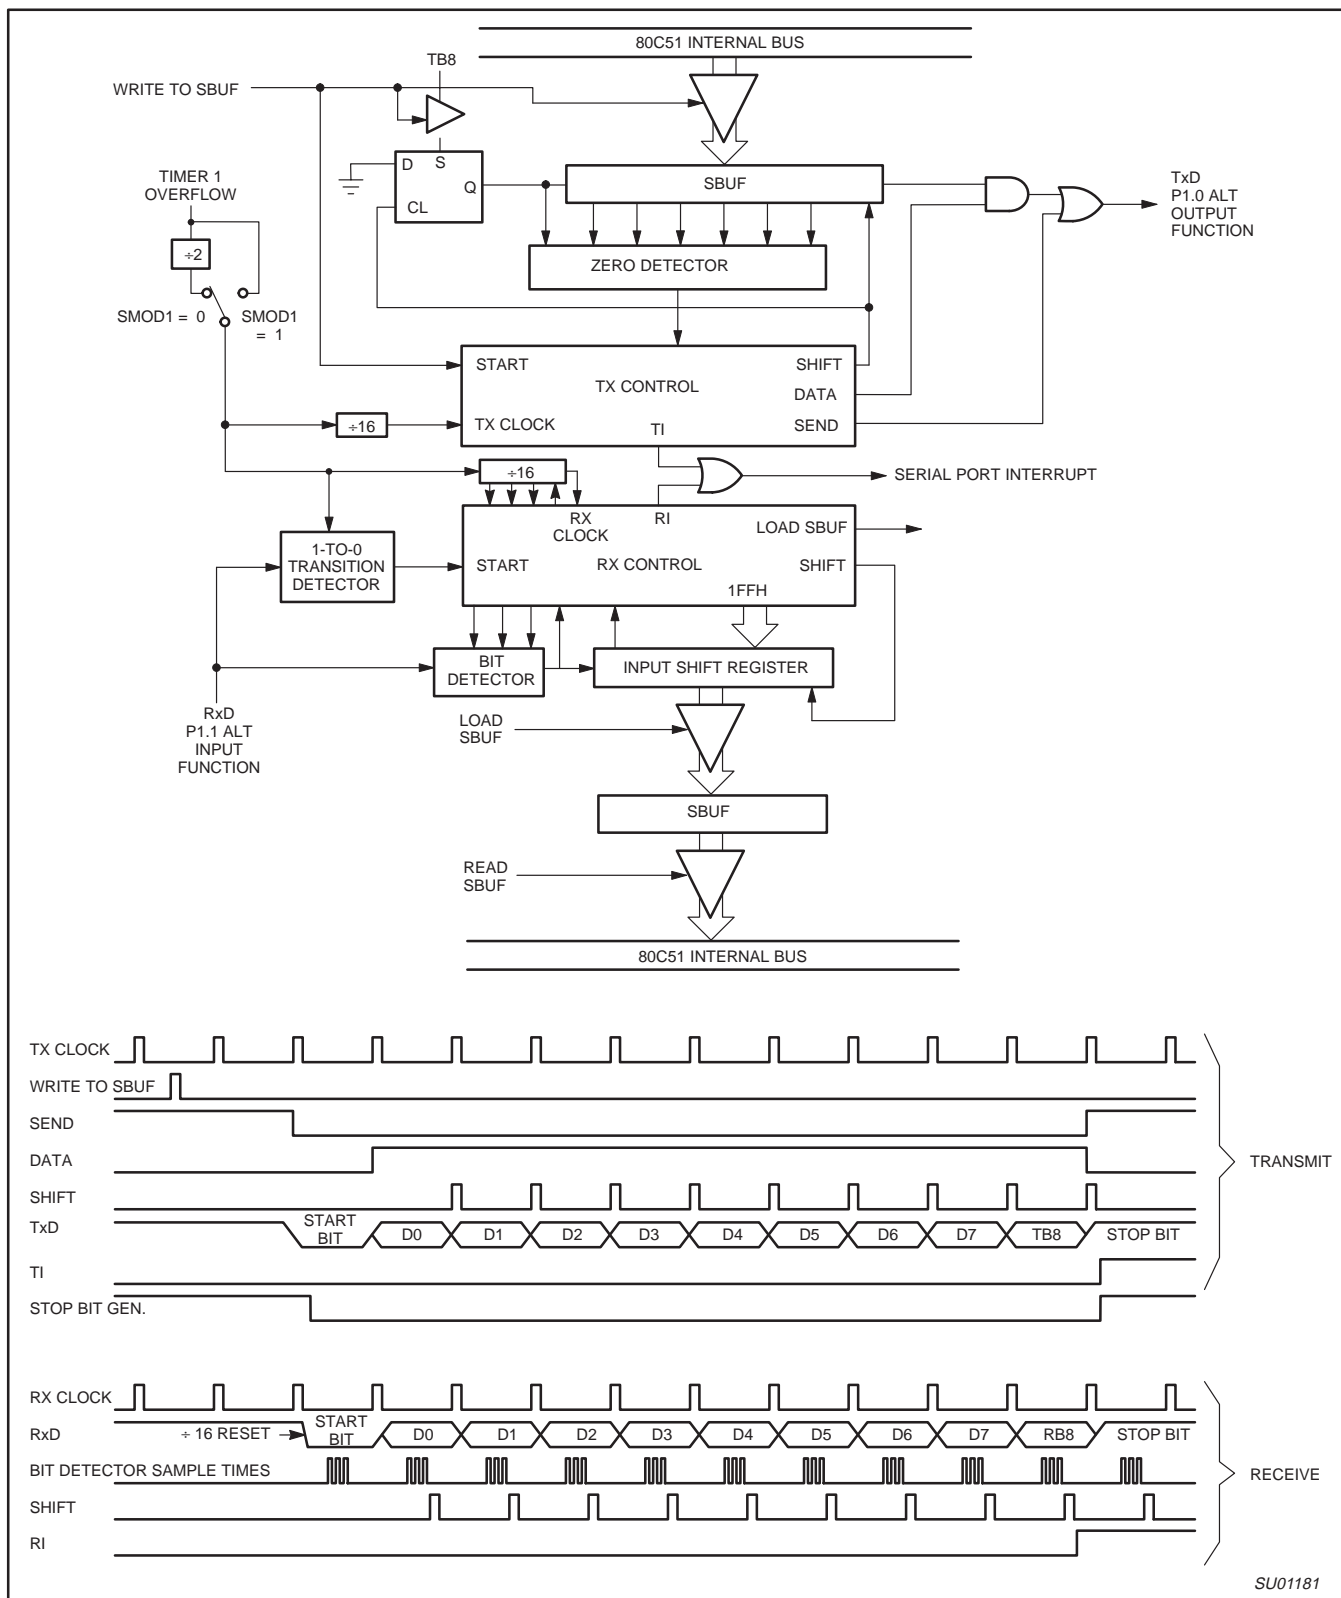 80C51 INTERNAL BUS
TB8
WRITE TO SBUF
D
S
Q
CL
SBUF
TxD
P1.0 ALT
OUTPUT
FUNCTION
TIMER 1
OVERFLOW
÷2
SMOD1 = 0
SMOD1
= 1
ZERO DETECTOR
START
SHIFT
TX CONTROL
DATA
TX CLOCK
TI
SEND
÷16
÷16
SERIAL PORT INTERRUPT
RX
CLOCK
RI
LOAD SBUF
1-TO-0
TRANSITION
DETECTOR
START
RX CONTROL
SHIFT
1FFH
BIT
DETECTOR
INPUT SHIFT REGISTER
RxD
P1.1 ALT
INPUT
FUNCTION
LOAD
SBUF
SBUF
READ
SBUF
80C51 INTERNAL BUS
TX CLOCK
WRITE TO SBUF
SEND
DATA
TRANSMIT
SHIFT
TxD
START
BIT
D0
D1
D2
D3
D4
D5
D6
D7
TB8
STOP BIT
TI
STOP BIT GEN.
RX CLOCK
RxD
÷ 16 RESET
START
BIT
D0
D1
D2
D3
D4
D5
D6
D7
RB8
STOP BIT
BIT DETECTOR SAMPLE TIMES
RECEIVE
SHIFT
RI
SU01181